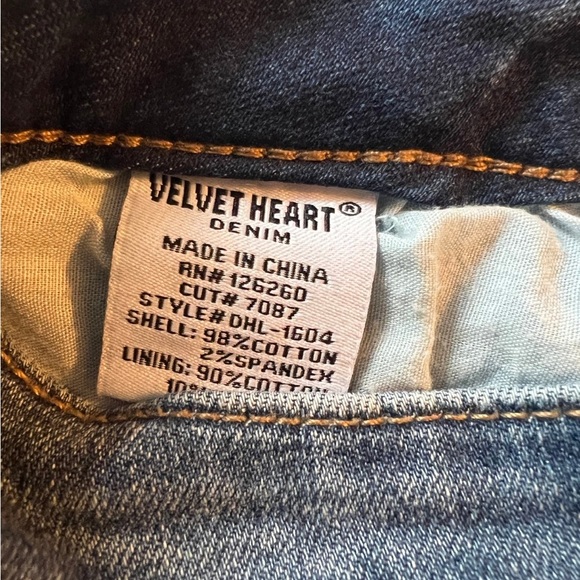 VELVET HEART®
DENIM
MADE IN CHINA
RN# 126260
CUT# 7087
STYLE# DHL-1604
SHELL: 98%COTTON
2%SPANDEX
LINING: 90%COTTON
10%